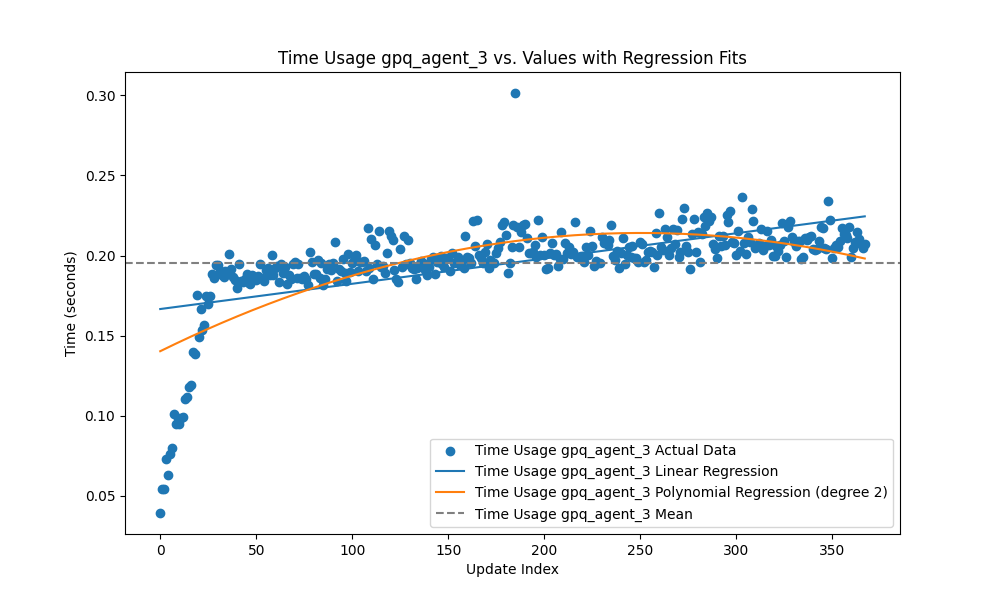 Time Usage gpq_agent_3 vs. Values with Regression Fits
Time (seconds)
0.30
0.25
0.20
0.15
0.10
0.05
0
50
100
150
200
250
300
350
Update Index
Time Usage gpq_agent_3 Actual Data
Time Usage gpq_agent_3 Linear Regression
Time Usage gpq_agent_3 Polynomial Regression (degree 2)
Time Usage gpq_agent_3 Mean